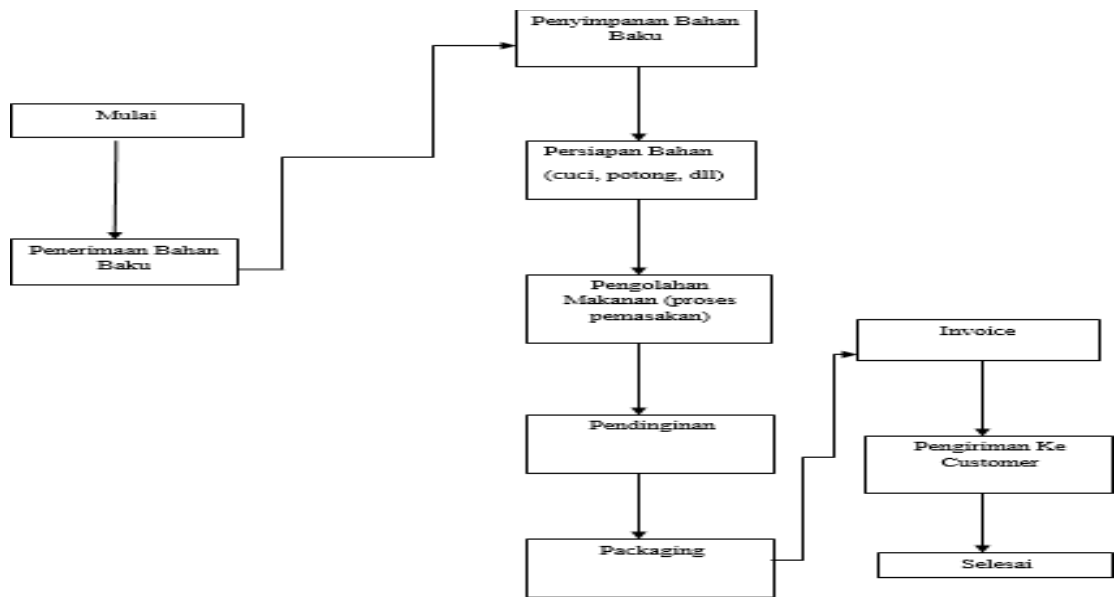 Mulai
Penerimaan Bahan
Baku
Penyimpanan Bahan
Baku
Persiapan Bahan
(cuci, potong, dll)
Pengolahan
Makanan (proses
pemasakan)
Pendinginan
Packaging
Invoice
Pengiriman Ke
Customer
Selesai